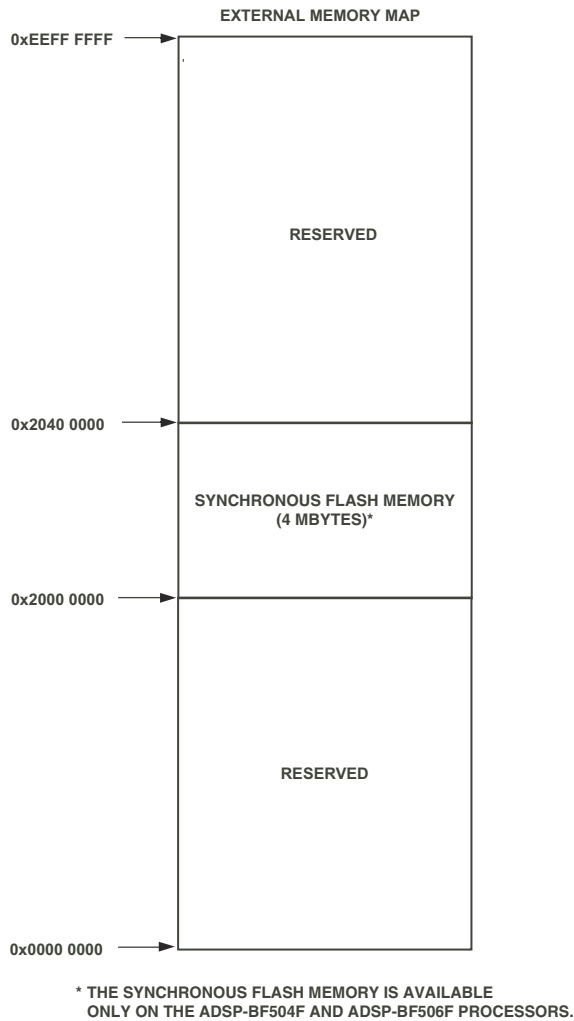 EXTERNAL MEMORY MAP
0xEEFF FFFF
RESERVED
0x2040 0000
SYNCHRONOUS FLASH MEMORY
(4 MBYTES)*
0x2000 0000
RESERVED
0x0000 0000
* THE SYNCHRONOUS FLASH MEMORY IS AVAILABLE
ONLY ON THE ADSP-BF504F AND ADSP-BF506F PROCESSORS.